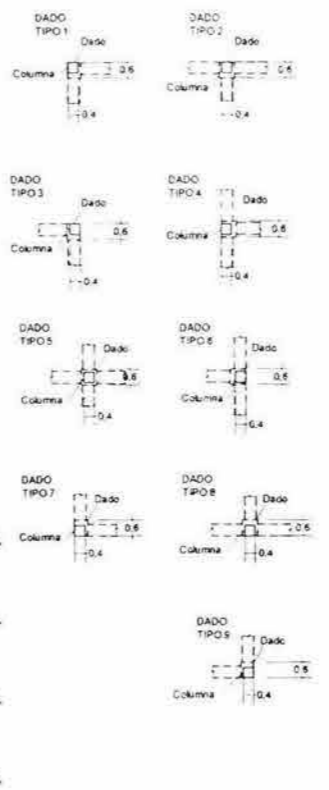 DADO
TIPO 1
Dado
Columna
0.6
0.4
DADO
TIPO 2
Dado
Columna
0.6
0.4
DADO
TIPO 3
Dado
Columna
0.6
0.4
DADO
TIPO 4
Dado
Columna
0.6
0.4
DADO
TIPO 5
Dado
Columna
0.6
0.4
DADO
TIPO 6
Dado
Columna
0.6
0.4
DADO
TIPO 7
Dado
Columna
0.6
0.4
DADO
TIPO 8
Dado
Columna
0.6
0.4
DADO
TIPO 9
Dado
Columna
0.6
0.4